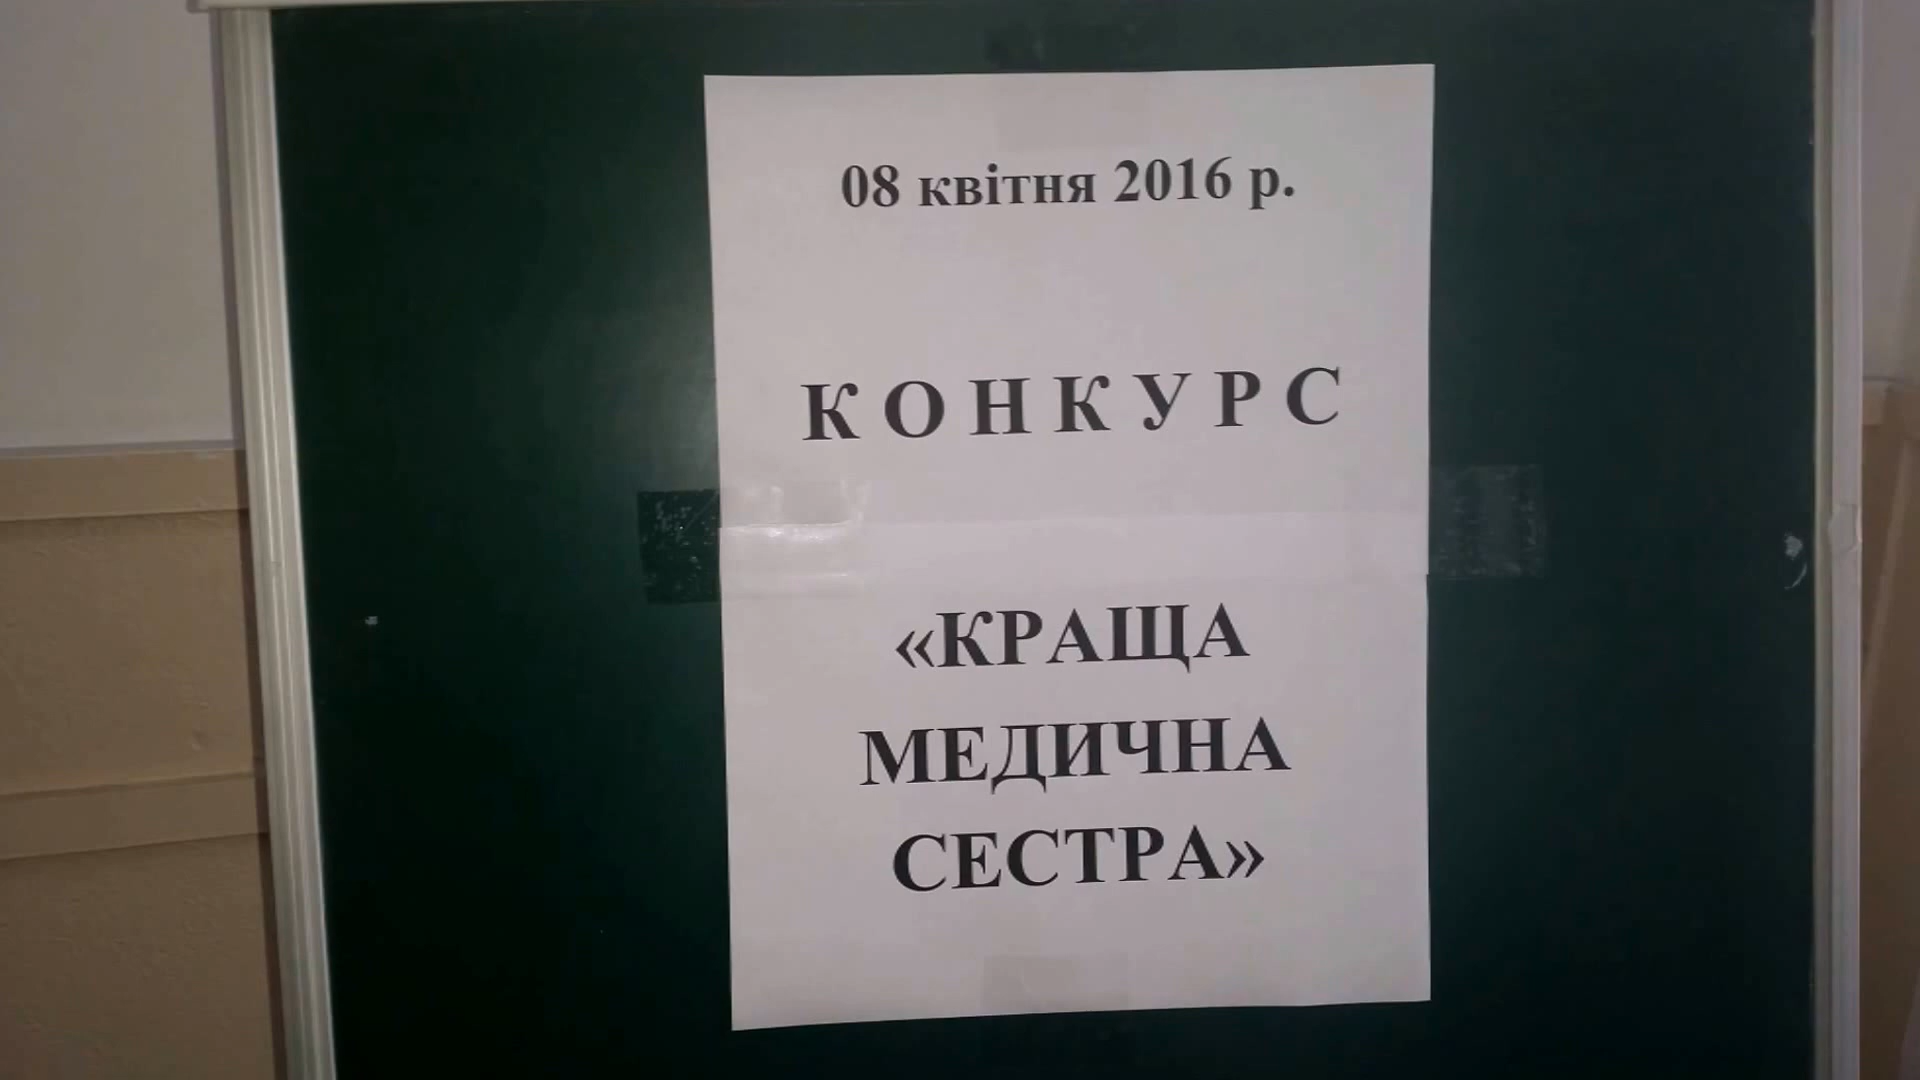 08 квітня 2016 р.
К О Н К У Р С
«КРАЩА
МЕДИЧНА
СЕСТРА»